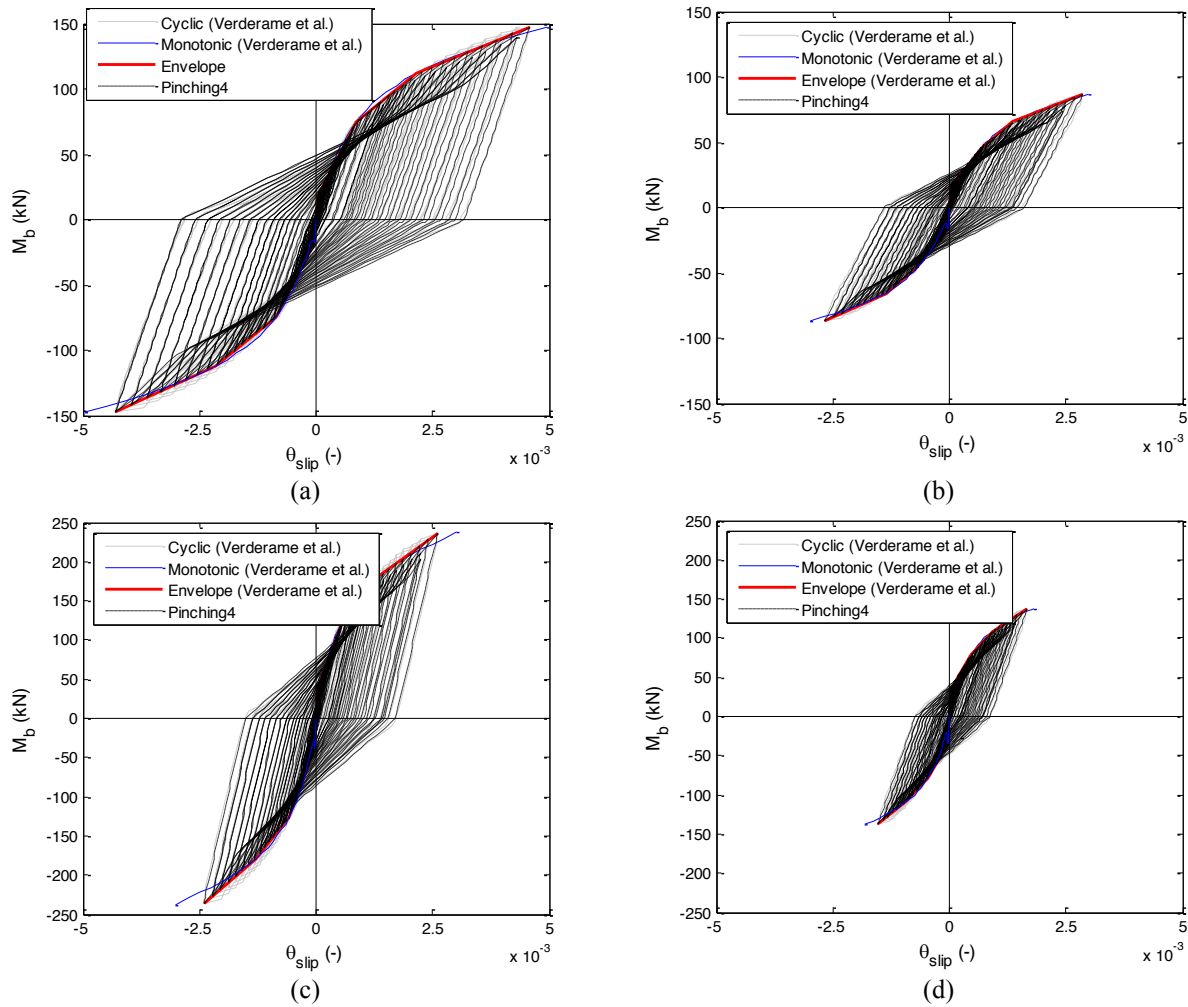 150
100
50
0
-50
-100
-150
M_b (kN)
Cyclic (Verderame et al.)
Monotonic (Verderame et al.)
Envelope
Pinching4
-5
-2.5
0
2.5
5
x 10⁻³
θ_slip (-)
(a)
150
100
50
0
-50
-100
-150
M_b (kN)
Cyclic (Verderame et al.)
Monotonic (Verderame et al.)
Envelope (Verderame et al.)
Pinching4
-5
-2.5
0
2.5
5
x 10⁻³
θ_slip (-)
(b)
250
200
150
100
50
0
-50
-100
-150
-200
-250
M_b (kN)
Cyclic (Verderame et al.)
Monotonic (Verderame et al.)
Envelope (Verderame et al.)
Pinching4
-5
-2.5
0
2.5
5
x 10⁻³
θ_slip (-)
(c)
250
200
150
100
50
0
-50
-100
-150
-200
-250
M_b (kN)
Cyclic (Verderame et al.)
Monotonic (Verderame et al.)
Envelope (Verderame et al.)
Pinching4
-5
-2.5
0
2.5
5
x 10⁻³
θ_slip (-)
(d)